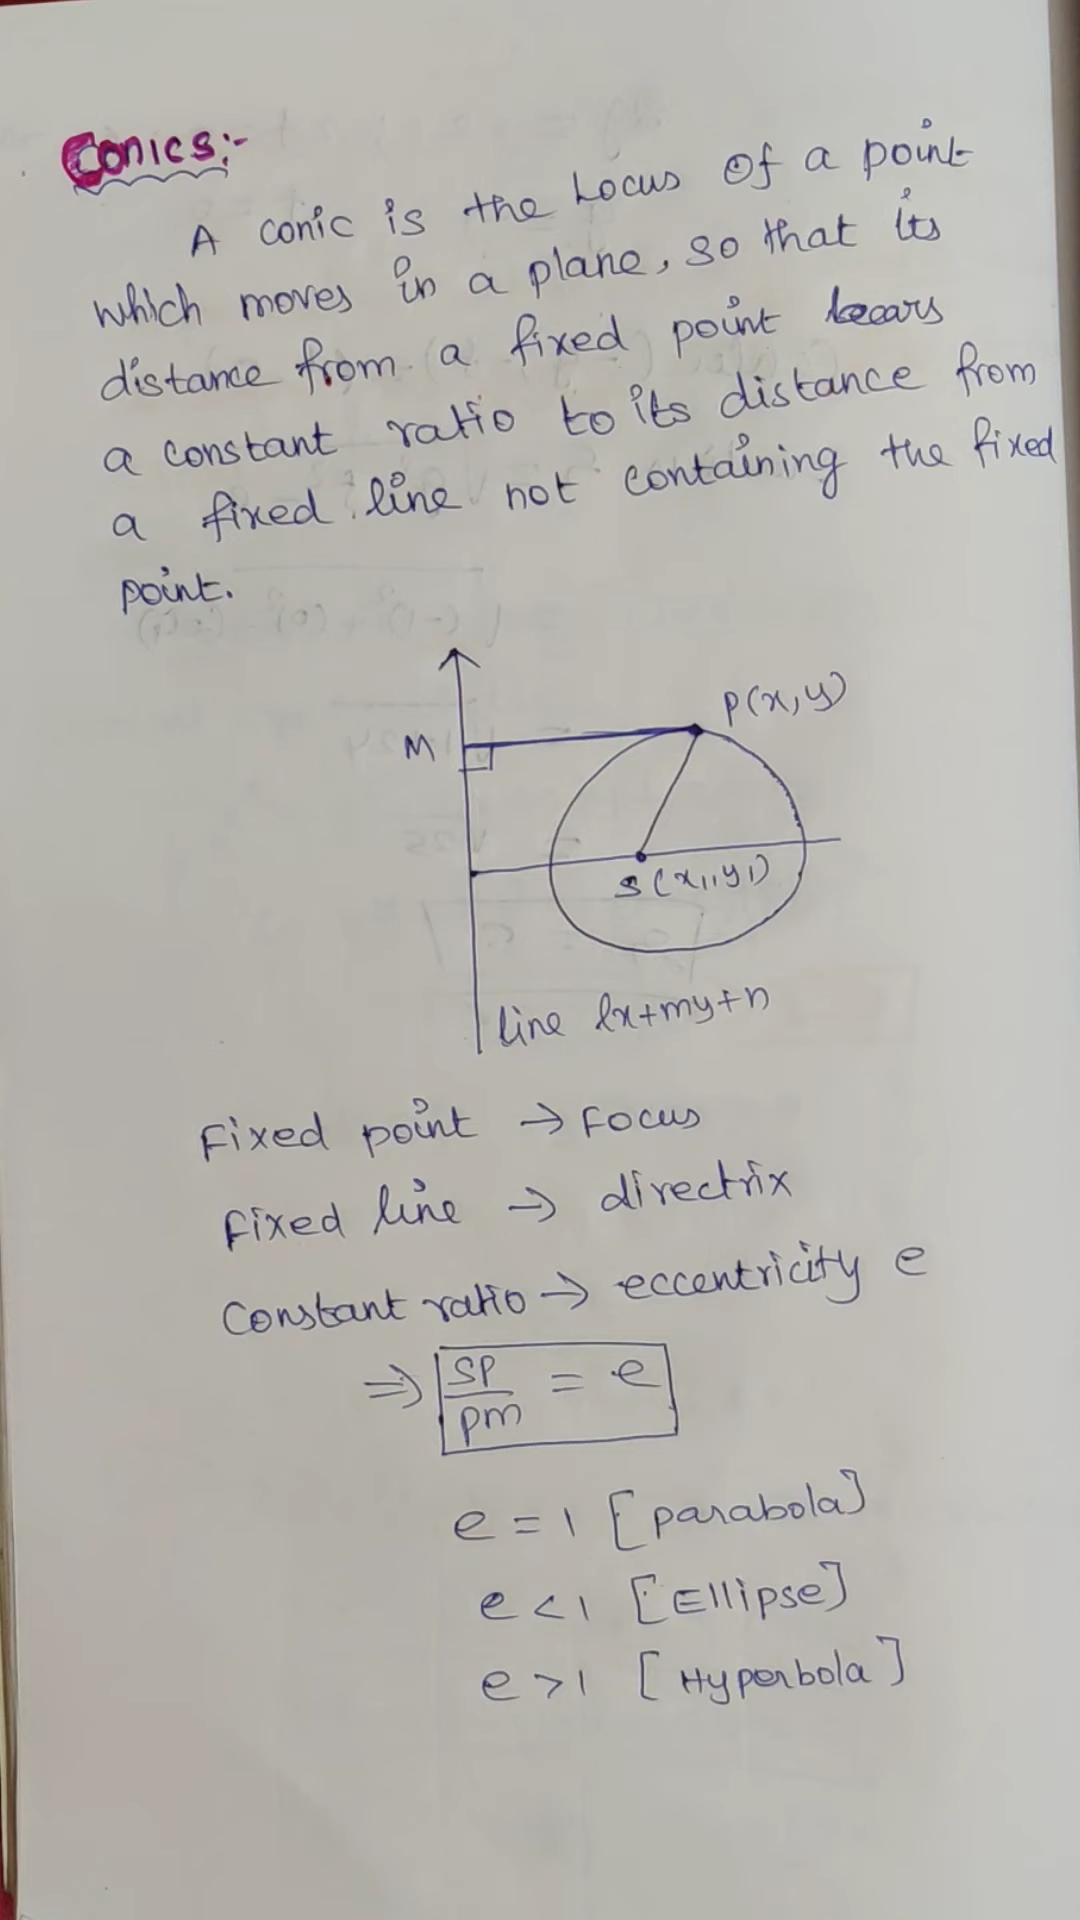 Conics:-
A conic is the Locus Of a point
which moves in a plane, so that its
distance from a fixed point bears
a constant ratio to its distance from
a fixed line not containing the fixed
point.
P(x,y)
M
S(x₁,y₁)
line lx+my+n
Fixed point → Focus
Fixed line → directrix
Constant ratio → eccentricity e
⇒ SP/PM = e
e = 1 [parabola]
e < 1 [Ellipse]
e > 1 [Hyperbola]